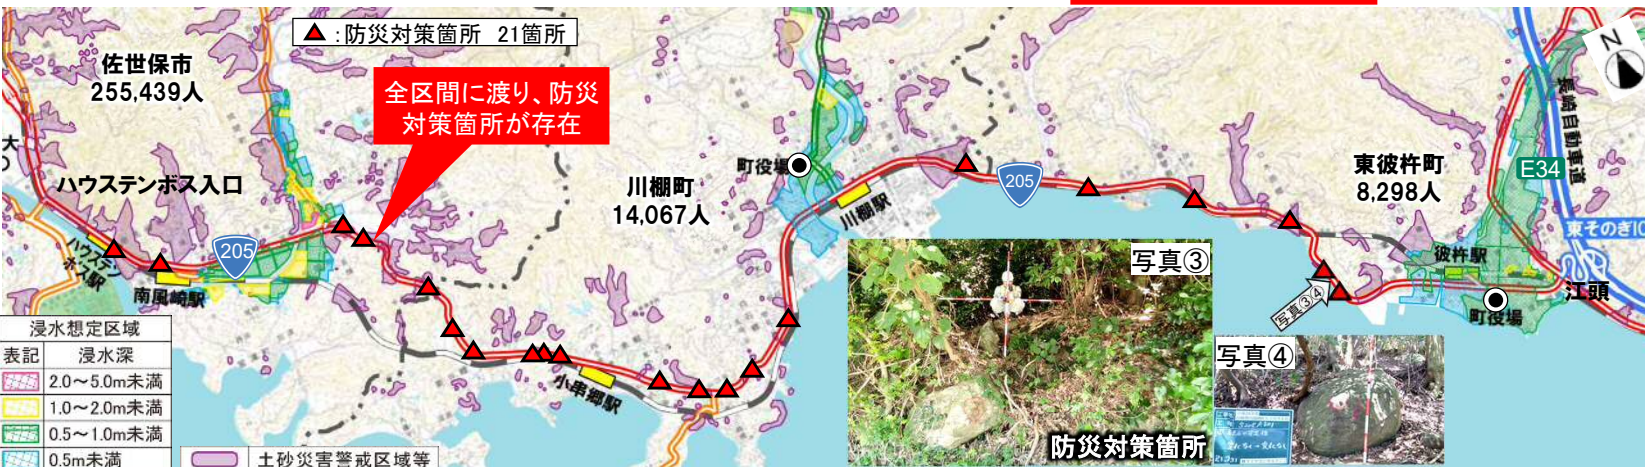 ▲:防災対策箇所 21箇所
佐世保市
255,439人
全区間に渡り、防災
対策箇所が存在
ハウステンボス入口
大
ハウステン
ボス駅
南風崎駅
205
川棚町
14,067人
町役場
川棚駅
小串郷駅
205
東彼杵町
8,298人
E34
長崎自動車道
東そのぎIC
彼杵駅
江頭
町役場
写真③④
N
写真③
防災対策箇所
写真④
浸水想定区域
表記 浸水深
2.0～5.0m未満
1.0～2.0m未満
0.5～1.0m未満
0.5m未満
土砂災害警戒区域等